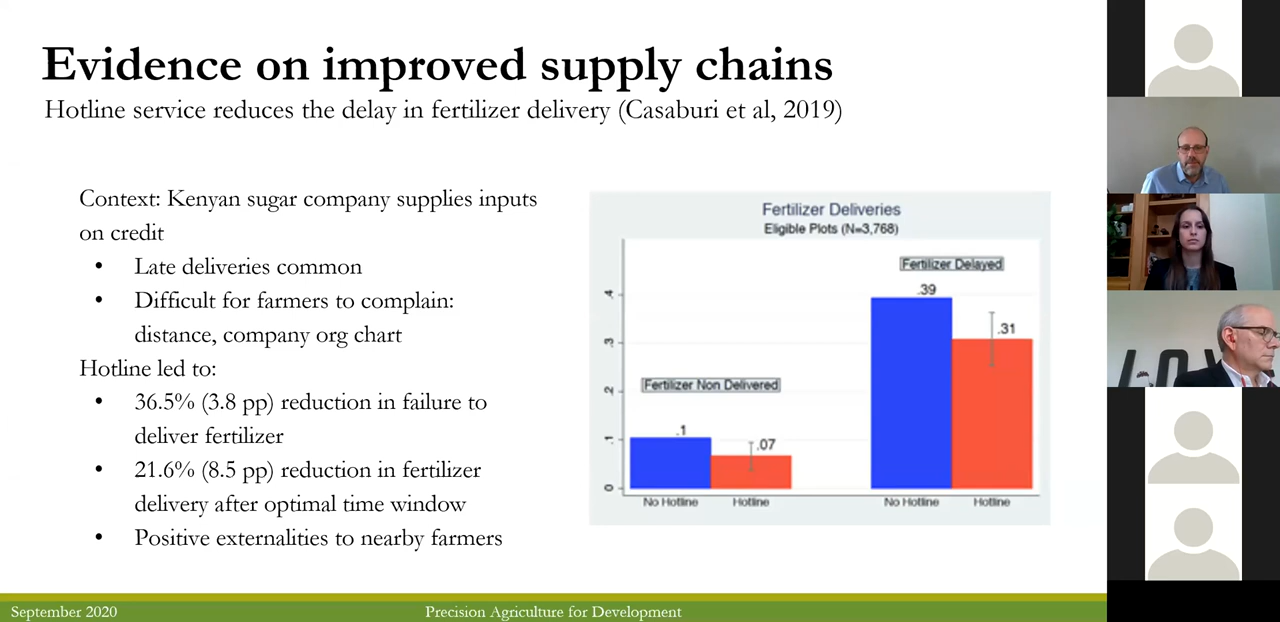 Evidence on improved supply chains
Hotline service reduces the delay in fertilizer delivery (Casaburi et al, 2019)
Context: Kenyan sugar company supplies inputs
on credit
• Late deliveries common
• Difficult for farmers to complain:
distance, company org chart
Hotline led to:
• 36.5% (3.8 pp) reduction in failure to
deliver fertilizer
• 21.6% (8.5 pp) reduction in fertilizer
delivery after optimal time window
• Positive externalities to nearby farmers
Fertilizer Deliveries
Eligible Plots (N=3,768)
Fertilizer Delayed
.39
.31
Fertilizer Non Delivered
.1
.07
.4
.3
.2
.1
0
No Hotline
Hotline
No Hotline
Hotline
September 2020
Precision Agriculture for Development